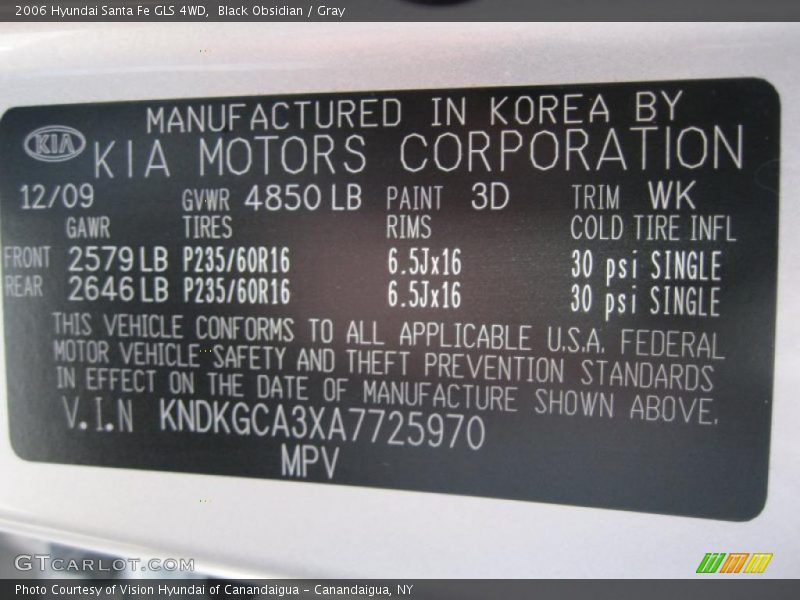 2006 Hyundai Santa Fe GLS 4WD, Black Obsidian / Gray
MANUFACTURED IN KOREA BY
KIA KIA MOTORS CORPORATION
12/09 GVWR 4850 LB PAINT 3D TRIM WK
GAWR TIRES RIMS COLD TIRE INFL
FRONT 2579 LB P235/60R16 6.5Jx16 30 psi SINGLE
REAR 2646 LB P235/60R16 6.5Jx16 30 psi SINGLE
THIS VEHICLE CONFORMS TO ALL APPLICABLE U.S.A. FEDERAL
MOTOR VEHICLE SAFETY AND THEFT PREVENTION STANDARDS
IN EFFECT ON THE DATE OF MANUFACTURE SHOWN ABOVE.
V.I.N KNDKGCA3XA7725970
MPV
GTCARLOT.COM
Photo Courtesy of Vision Hyundai of Canandaigua - Canandaigua, NY